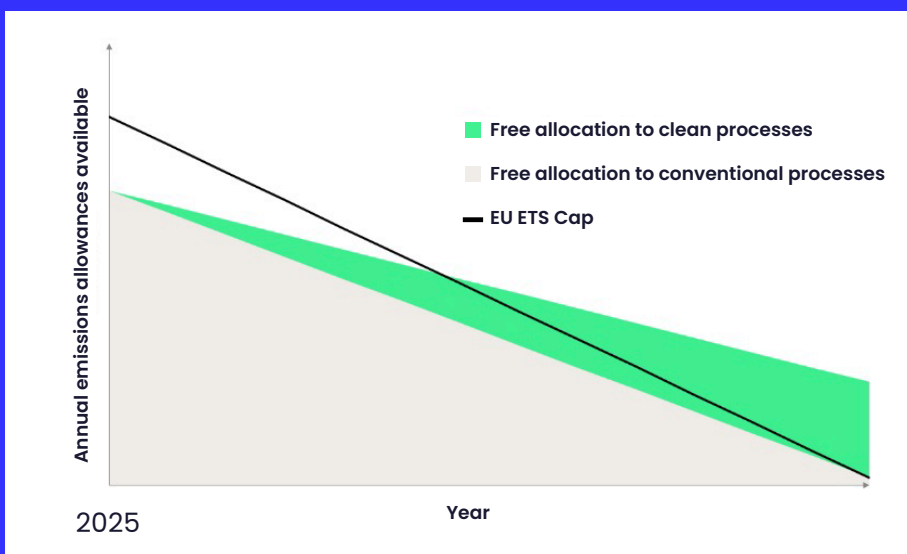 Annual emissions allowances available
Free allocation to clean processes
Free allocation to conventional processes
EU ETS Cap
2025
Year